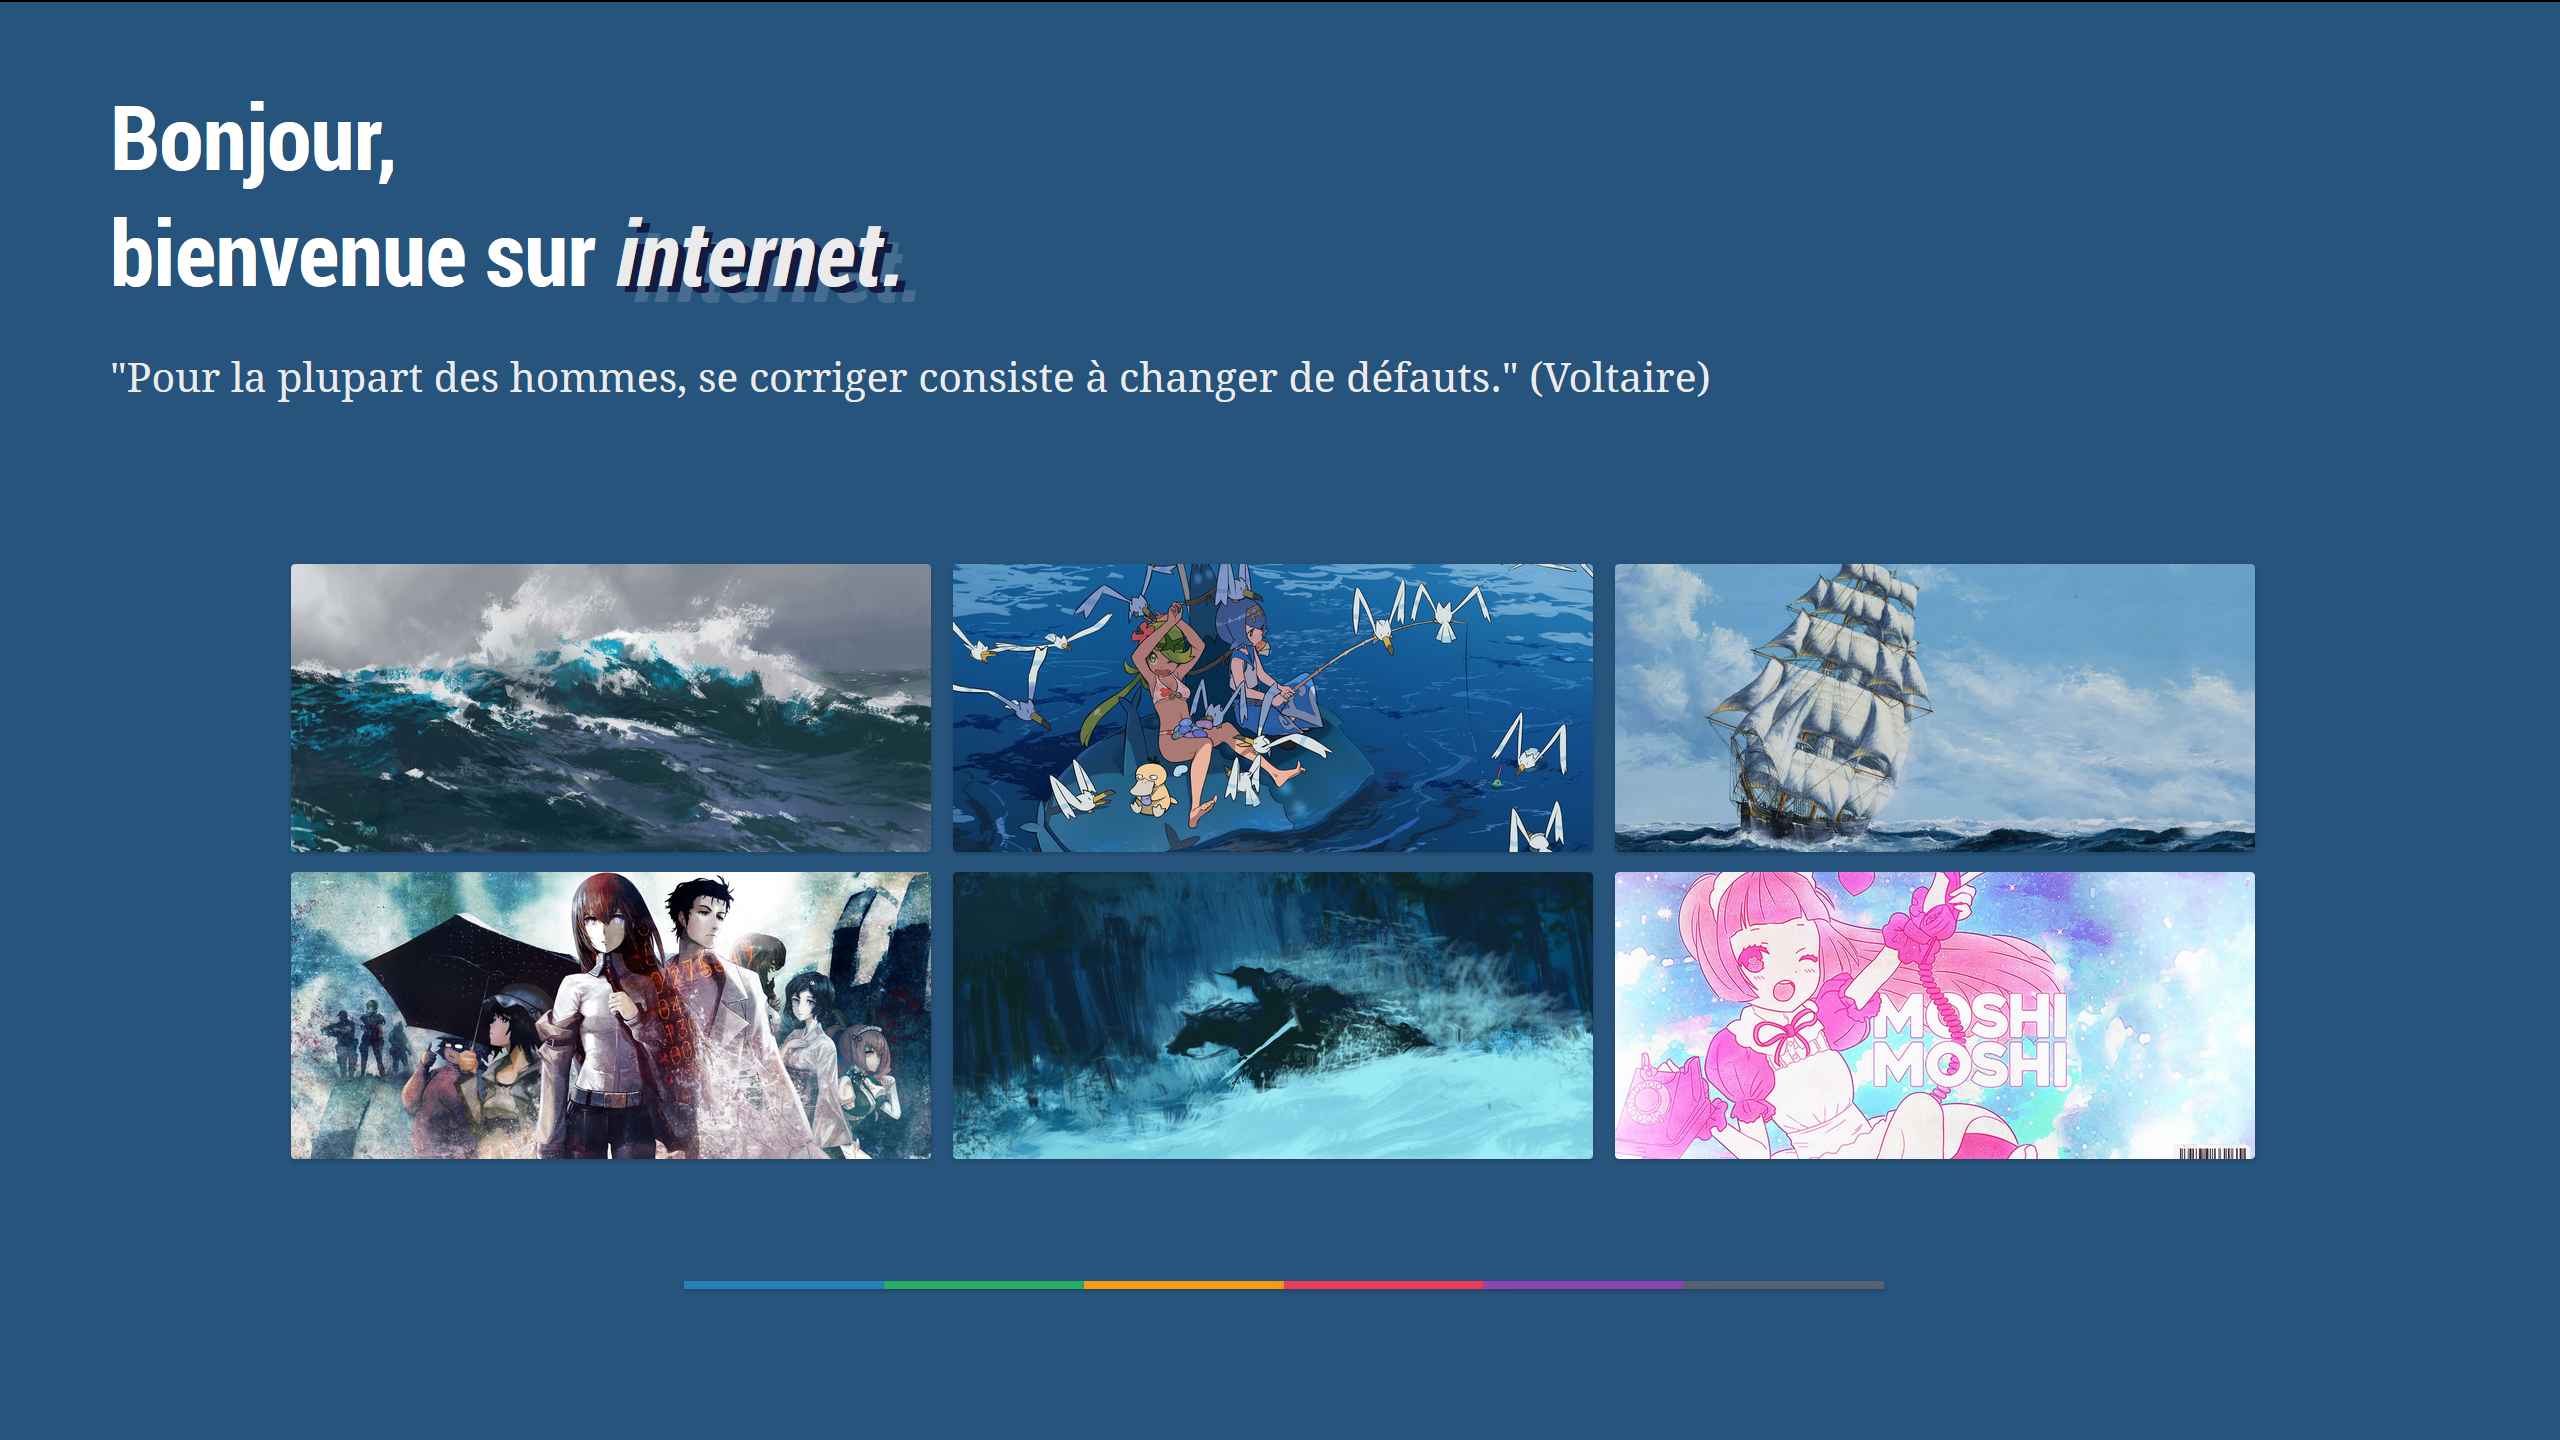 Bonjour,
bienvenue sur internet.
"Pour la plupart des hommes, se corriger consiste à changer de défauts." (Voltaire)
MOSHI
MOSHI